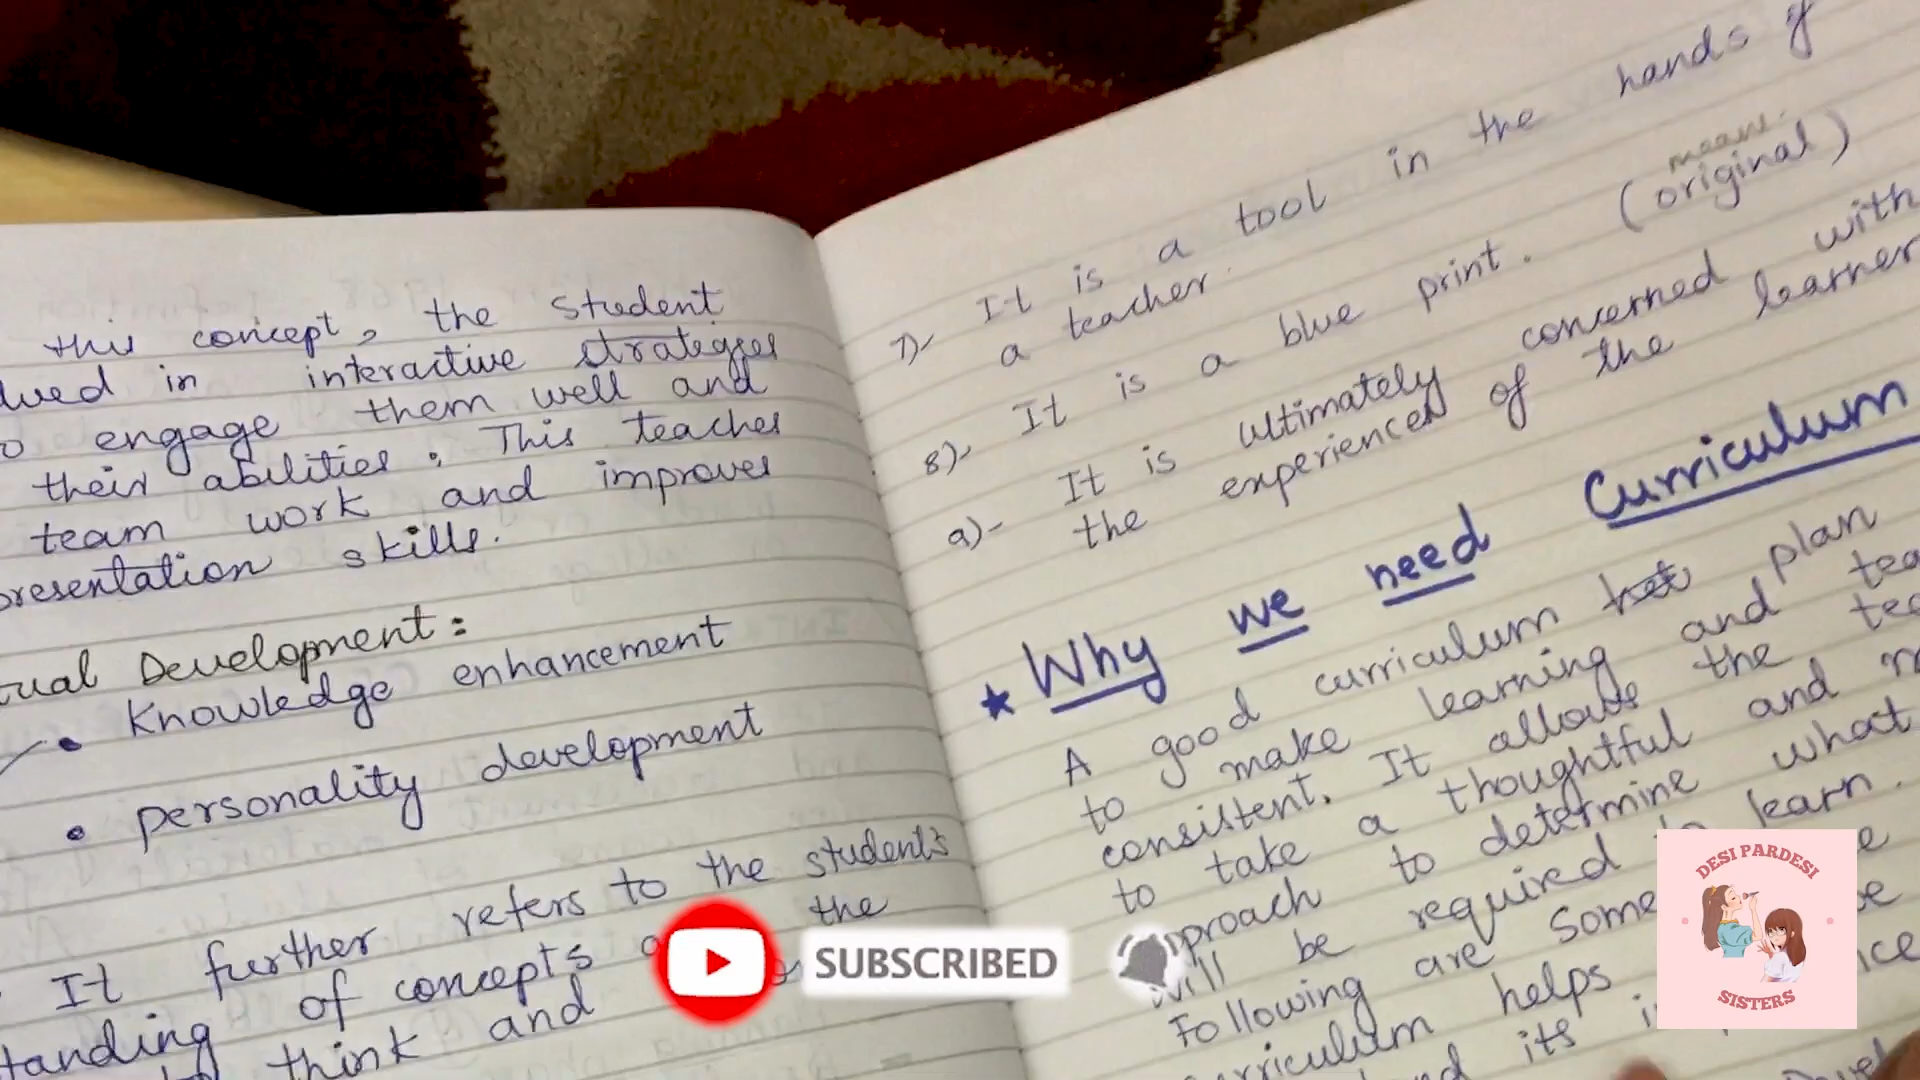 this concept, the student
in interactive strategies
engage them well and
their abilities. This teaches
team work and improves
presentation skills.
Development:
• Knowledge enhancement
• personality development
It further refers to the student's
of concepts the
think and
7)- It is a tool in the hands of
a teacher.
mean.
8)- It is a blue print. (original)
9)- It is ultimately concerned with
the experiences of the learner
★ Why we need Curriculum
A good curriculum plan
to make learning and
consistent. It allows the
to take a thoughtful and
approach to determine what
will be required learn.
Following are some
curriculum helps
its
SUBSCRIBED
DESI PARDESI
SISTERS